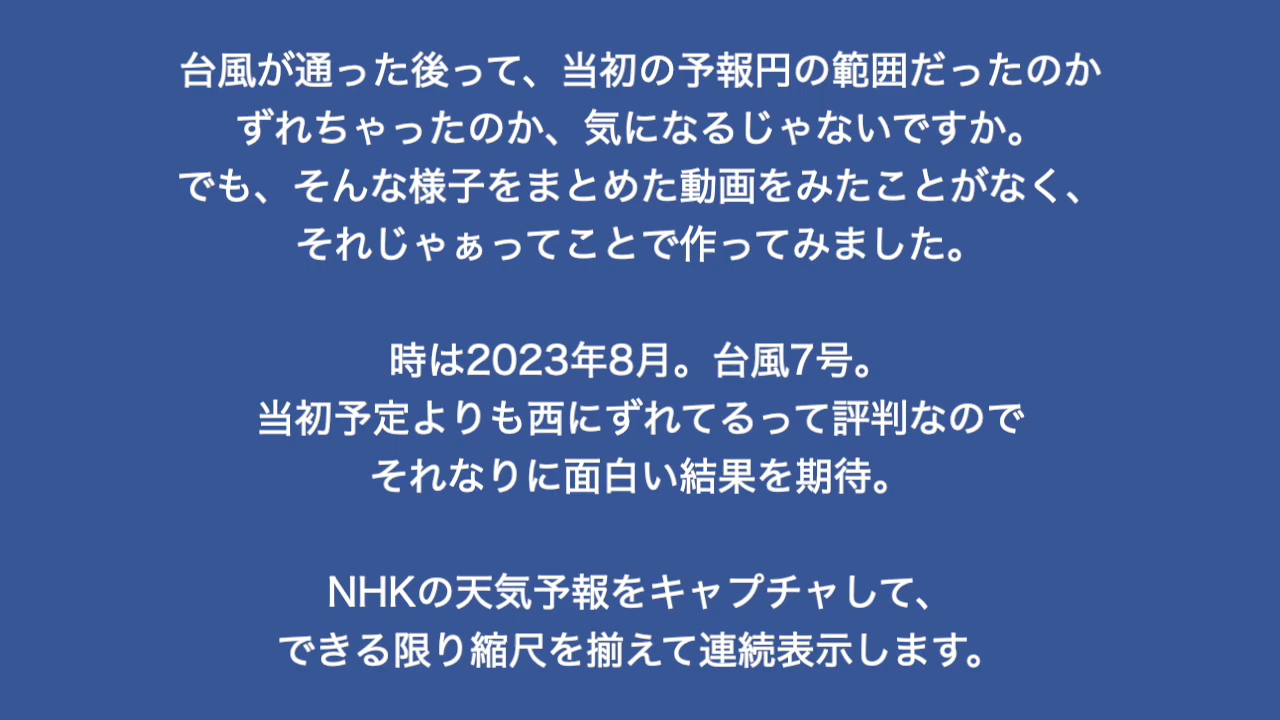 台風が通った後って、当初の予報円の範囲だったのか
ずれちゃったのか、気になるじゃないですか。
でも、そんな様子をまとめた動画をみたことがなく、
それじゃぁってことで作ってみました。
時は2023年8月。台風7号。
当初予定よりも西にずれてるって評判なので
それなりに面白い結果を期待。
NHKの天気予報をキャプチャして、
できる限り縮尺を揃えて連続表示します。